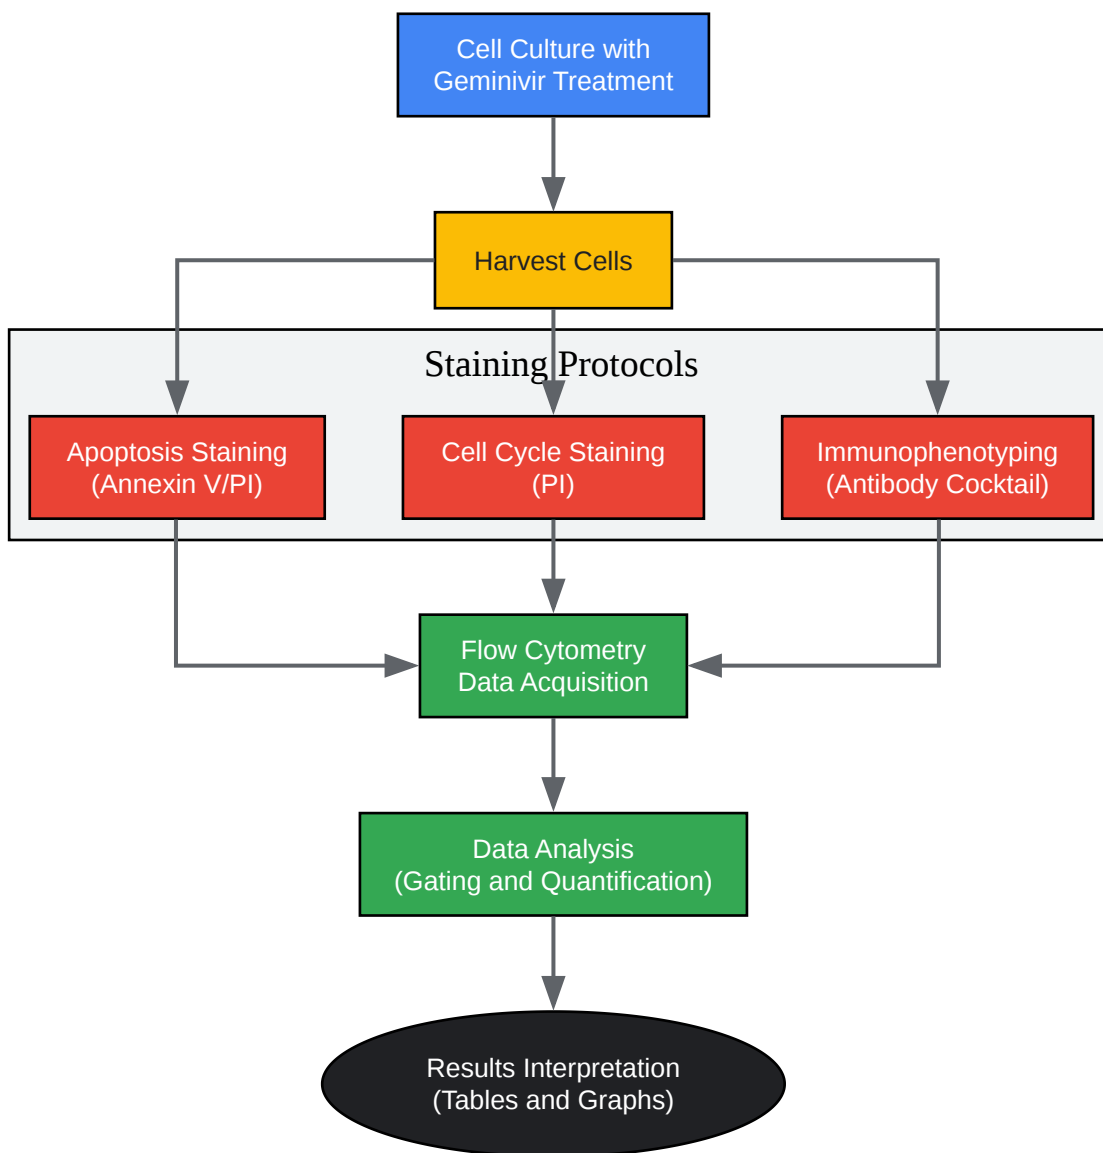 Cell Culture with
Geminivir Treatment
Harvest Cells
Staining Protocols
Apoptosis Staining
(Annexin V/PI)
Cell Cycle Staining
(PI)
Immunophenotyping
(Antibody Cocktail)
Flow Cytometry
Data Acquisition
Data Analysis
(Gating and Quantification)
Results Interpretation
(Tables and Graphs)